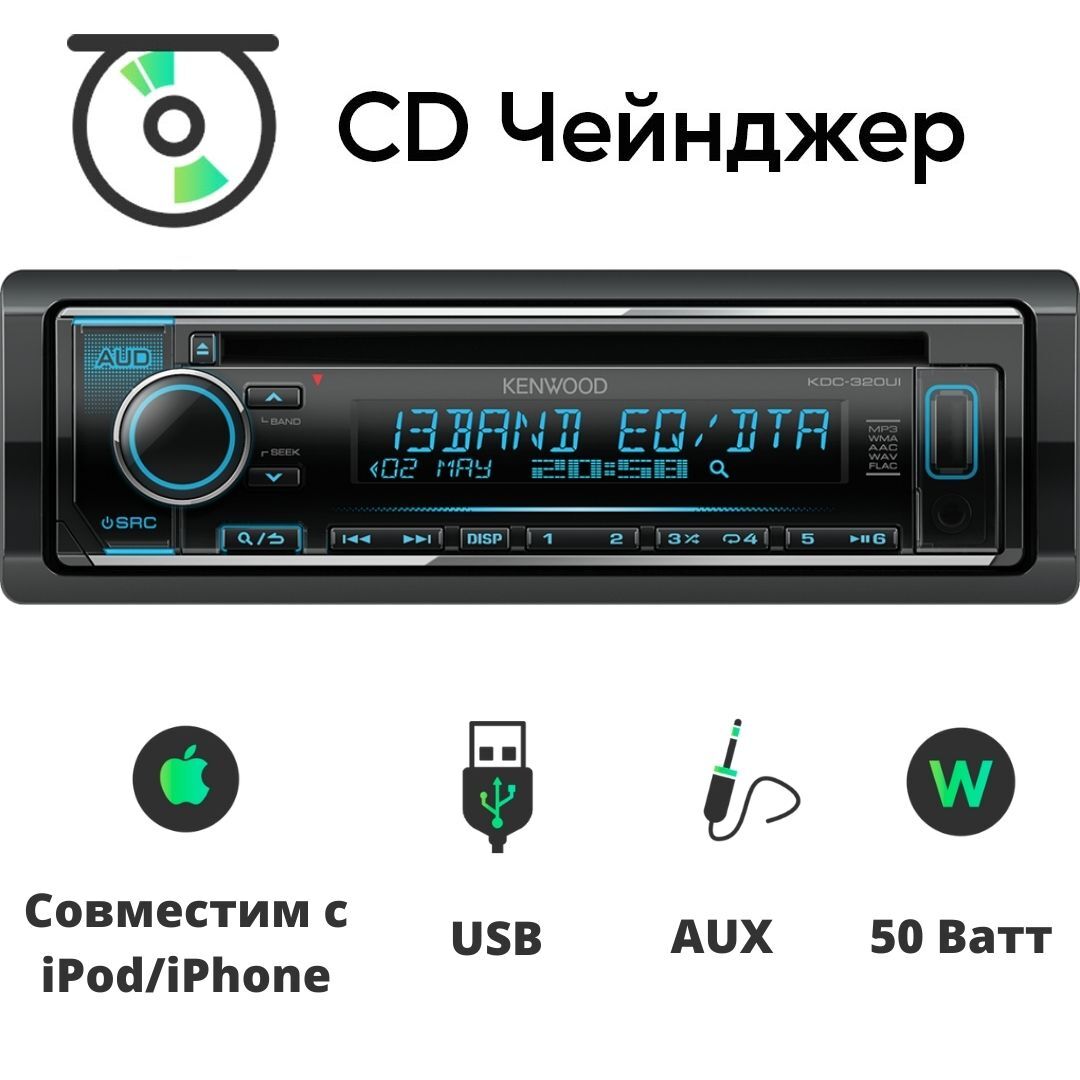 CD Чейнджер
AUD
KENWOOD
KDC-320UI
BAND
SEEK
13BAND EQ/DTA
02 MAY 20:58
MP3
WMA
AAC
WAV
FLAC
SRC
DISP 1 2 3 4 5 6
W
Совместим с
iPod/iPhone
USB
AUX
50 Ватт